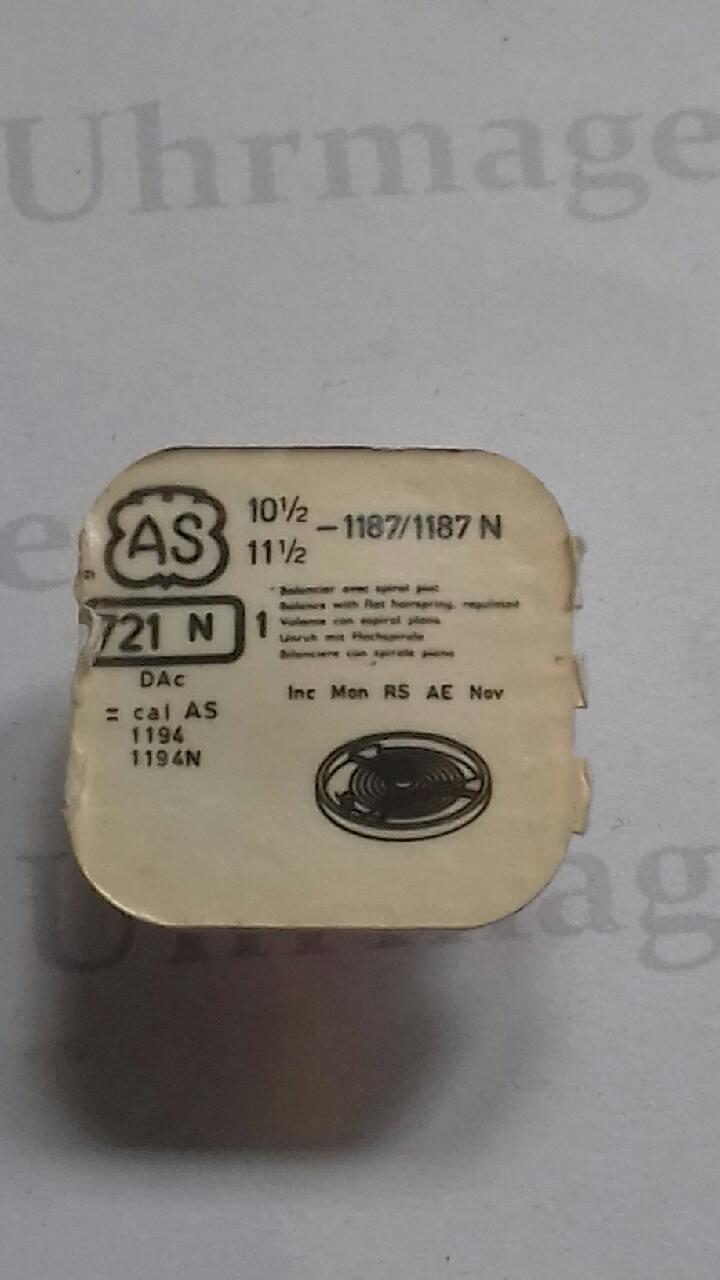 Uhrmage
AS
10½
11½
– 1187/1187 N
721 N
1
Balancier avec spiral plat
Balance with flat hairspring, regulated
Volante con espiral plano
Unruh mit Flachspirale
Bilanciere con spirale piano
DAc
Inc Mon RS AE Nov
= cal AS
1194
1194N